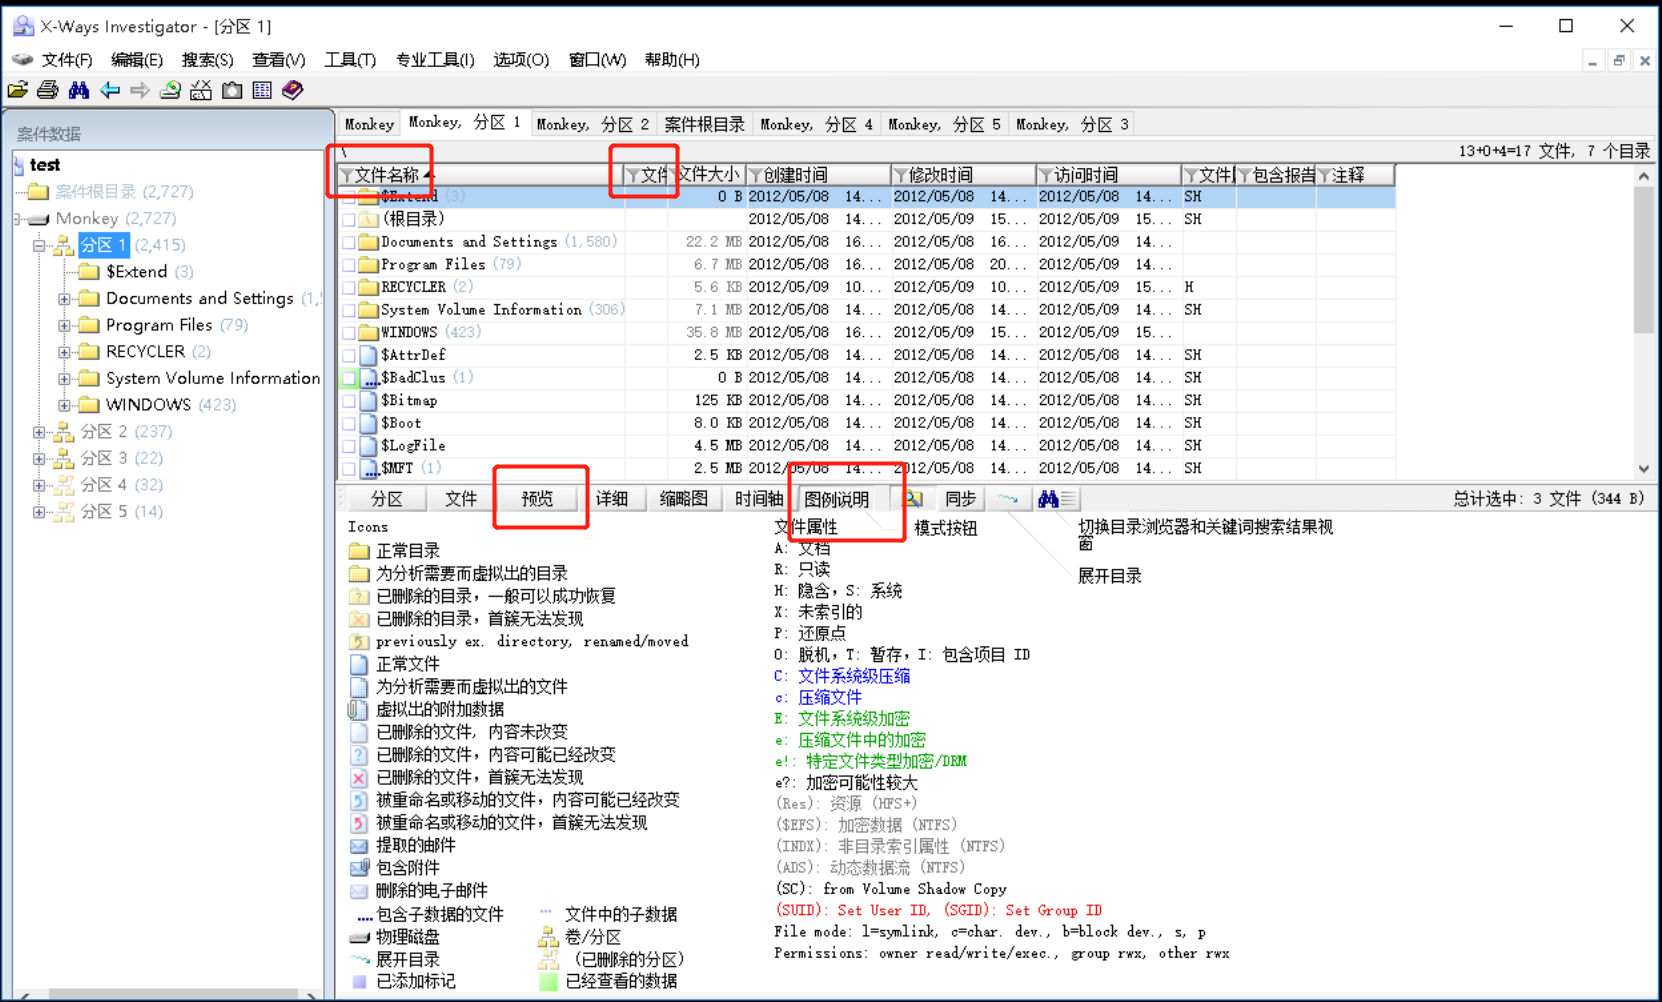 X-Ways Investigator - [分区 1]
文件(F) 编辑(E) 搜索(S) 查看(V) 工具(T) 专业工具(I) 选项(O) 窗口(W) 帮助(H)
案件数据
test
案件根目录 (2,727)
Monkey (2,727)
分区 1 (2,415)
$Extend (3)
Documents and Settings (1,5
Program Files (79)
RECYCLER (2)
System Volume Information
WINDOWS (423)
分区 2 (237)
分区 3 (22)
分区 4 (32)
分区 5 (14)
Monkey Monkey, 分区 1 Monkey, 分区 2 案件根目录 Monkey, 分区 4 Monkey, 分区 5 Monkey, 分区 3
\ 13+0+4=17 文件, 7 个目录
文件名称 文件 文件大小 创建时间 修改时间 访问时间 文件 包含报告 注释
$Extend (3) 0 B 2012/05/08 14... 2012/05/08 14... 2012/05/08 14... SH
(根目录) 2012/05/08 14... 2012/05/09 15... 2012/05/09 15... SH
Documents and Settings (1,580) 22.2 MB 2012/05/08 16... 2012/05/08 16... 2012/05/09 14...
Program Files (79) 6.7 MB 2012/05/08 16... 2012/05/08 20... 2012/05/09 14...
RECYCLER (2) 5.6 KB 2012/05/09 10... 2012/05/09 10... 2012/05/09 15... H
System Volume Information (306) 7.1 MB 2012/05/08 14... 2012/05/08 16... 2012/05/09 14... SH
WINDOWS (423) 35.8 MB 2012/05/08 16... 2012/05/09 15... 2012/05/09 15...
$AttrDef 2.5 KB 2012/05/08 14... 2012/05/08 14... 2012/05/08 14... SH
$BadClus (1) 0 B 2012/05/08 14... 2012/05/08 14... 2012/05/08 14... SH
$Bitmap 125 KB 2012/05/08 14... 2012/05/08 14... 2012/05/08 14... SH
$Boot 8.0 KB 2012/05/08 14... 2012/05/08 14... 2012/05/08 14... SH
$LogFile 4.5 MB 2012/05/08 14... 2012/05/08 14... 2012/05/08 14... SH
$MFT (1) 2.5 MB 2012/05/08 14... 2012/05/08 14... 2012/05/08 14... SH
分区 文件 预览 详细 缩略图 时间轴 图例说明 同步 总计选中: 3 文件 (344 B)
Icons
正常目录
为分析需要而虚拟出的目录
已删除的目录，一般可以成功恢复
已删除的目录，首簇无法发现
previously ex. directory, renamed/moved
正常文件
为分析需要而虚拟出的文件
虚拟出的附加数据
已删除的文件, 内容未改变
已删除的文件，内容可能已经改变
已删除的文件，首簇无法发现
被重命名或移动的文件，内容可能已经改变
被重命名或移动的文件，首簇无法发现
提取的邮件
包含附件
删除的电子邮件
包含子数据的文件 文件中的子数据
物理磁盘 卷/分区
展开目录 (已删除的分区)
已添加标记 已经查看的数据
文件属性
A: 文档
R: 只读
H: 隐含，S: 系统
X: 未索引的
P: 还原点
O: 脱机，T: 暂存，I: 包含项目 ID
C: 文件系统级压缩
c: 压缩文件
E: 文件系统级加密
e: 压缩文件中的加密
e!: 特定文件类型加密/DRM
e?: 加密可能性较大
(Res): 资源 (HFS+)
($EFS): 加密数据 (NTFS)
(INDX): 非目录索引属性 (NTFS)
(ADS): 动态数据流 (NTFS)
(SC): from Volume Shadow Copy
(SUID): Set User ID, (SGID): Set Group ID
File mode: l=symlink, c=char. dev., b=block dev., s, p
Permissions: owner read/write/exec., group rwx, other rwx
模式按钮
切换目录浏览器和关键词搜索结果视
窗
展开目录